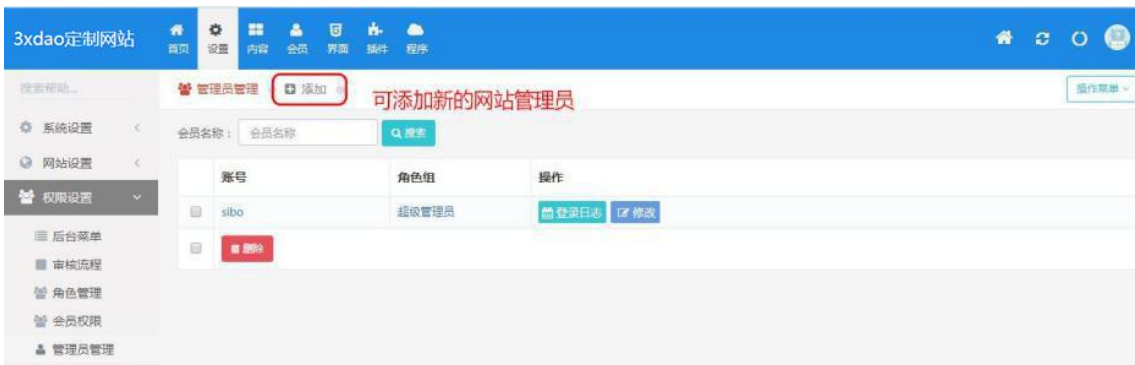 3xdao定制网站
首页 设置 内容 会员 界面 插件 程序
搜索帮助...
管理员管理 添加
可添加新的网站管理员
操作菜单
系统设置
网站设置
权限设置
后台菜单
审核流程
角色管理
会员权限
管理员管理
会员名称： 会员名称 搜索
账号 角色组 操作
sibo 超级管理员 登录日志 修改
删除